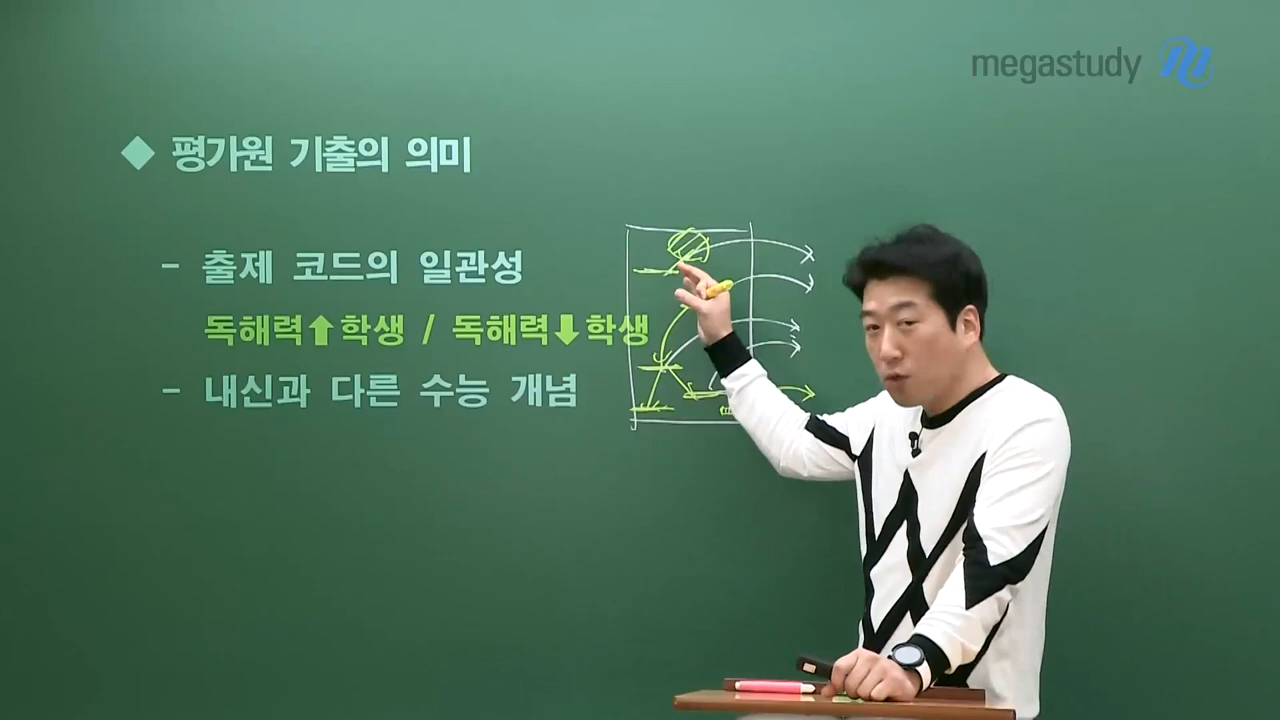 megastudy
◆ 평가원 기출의 의미
- 출제 코드의 일관성
독해력⬆학생 / 독해력⬇학생
- 내신과 다른 수능 개념